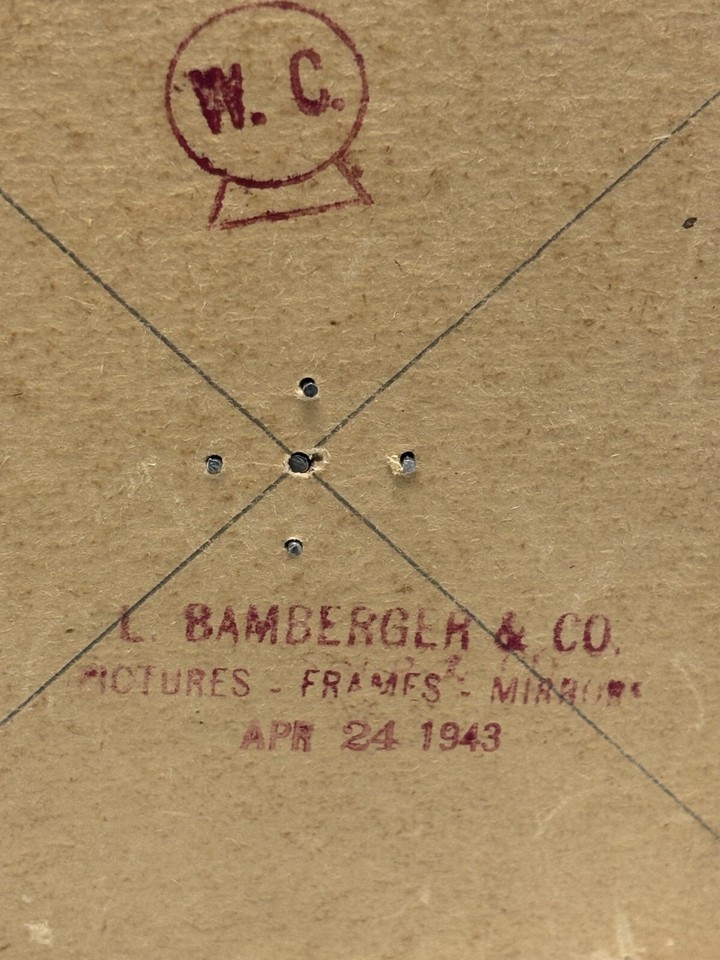 W. C.
L. BAMBERGER & CO.
PICTURES - FRAMES - MIRRORS
APR 24 1943